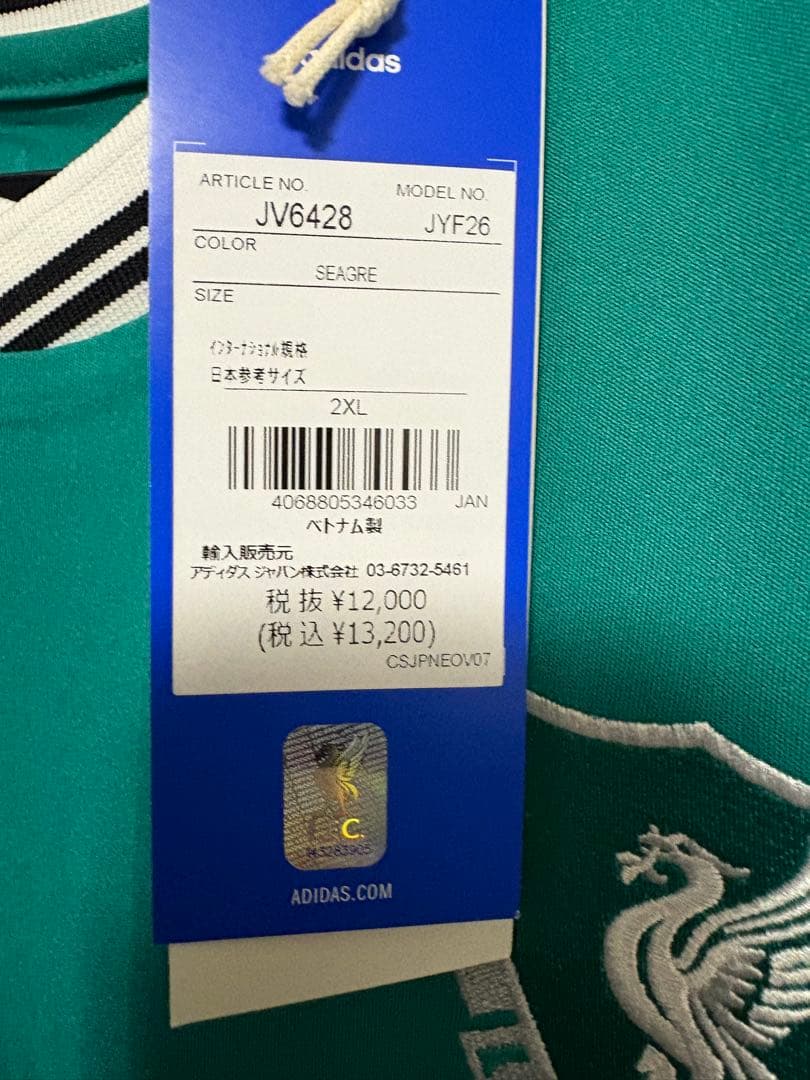 adidas
ARTICLE NO.
MODEL NO.
JV6428
JYF26
COLOR
SEAGRE
SIZE
インターナショナル規格
日本参考サイズ
2XL
4068805346033 JAN
ベトナム製
輸入販売元
アディダス ジャパン株式会社 03-6732-5461
税抜 ¥12,000
(税込 ¥13,200)
CSJPNEOV07
C.
ADIDAS.COM